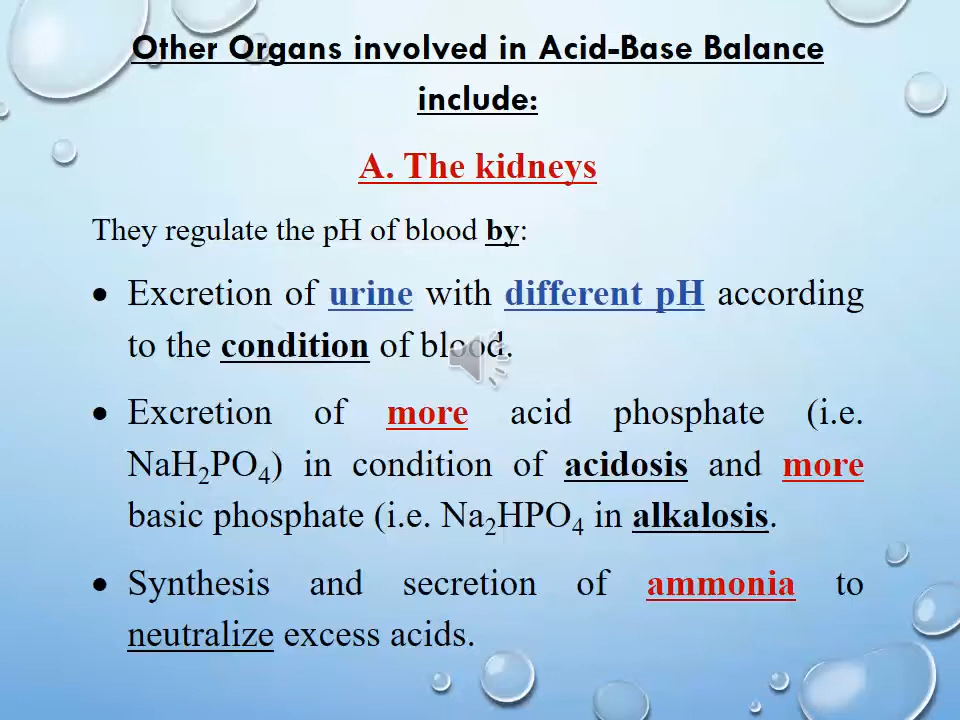 Other Organs involved in Acid-Base Balance
include:
A. The kidneys
They regulate the pH of blood by:
• Excretion of urine with different pH according
to the condition of blood.
• Excretion of more acid phosphate (i.e.
NaH₂PO₄) in condition of acidosis and more
basic phosphate (i.e. Na₂HPO₄ in alkalosis.
• Synthesis and secretion of ammonia to
neutralize excess acids.